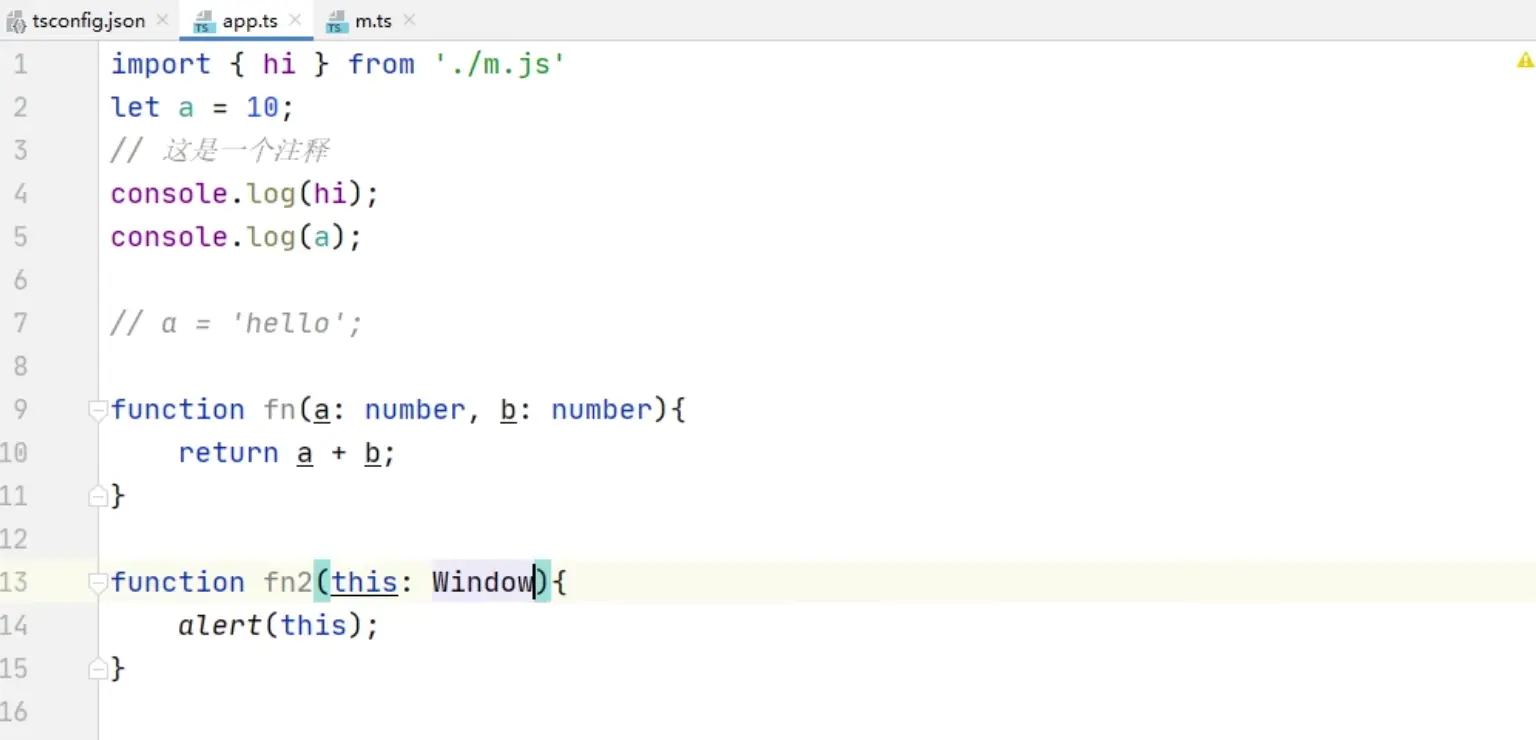 tsconfig.json
app.ts
m.ts
1 import { hi } from './m.js'
2 let a = 10;
3 // 这是一个注释
4 console.log(hi);
5 console.log(a);
6
7 // a = 'hello';
8
9 function fn(a: number, b: number){
10 return a + b;
11 }
12
13 function fn2(this: Window){
14 alert(this);
15 }
16